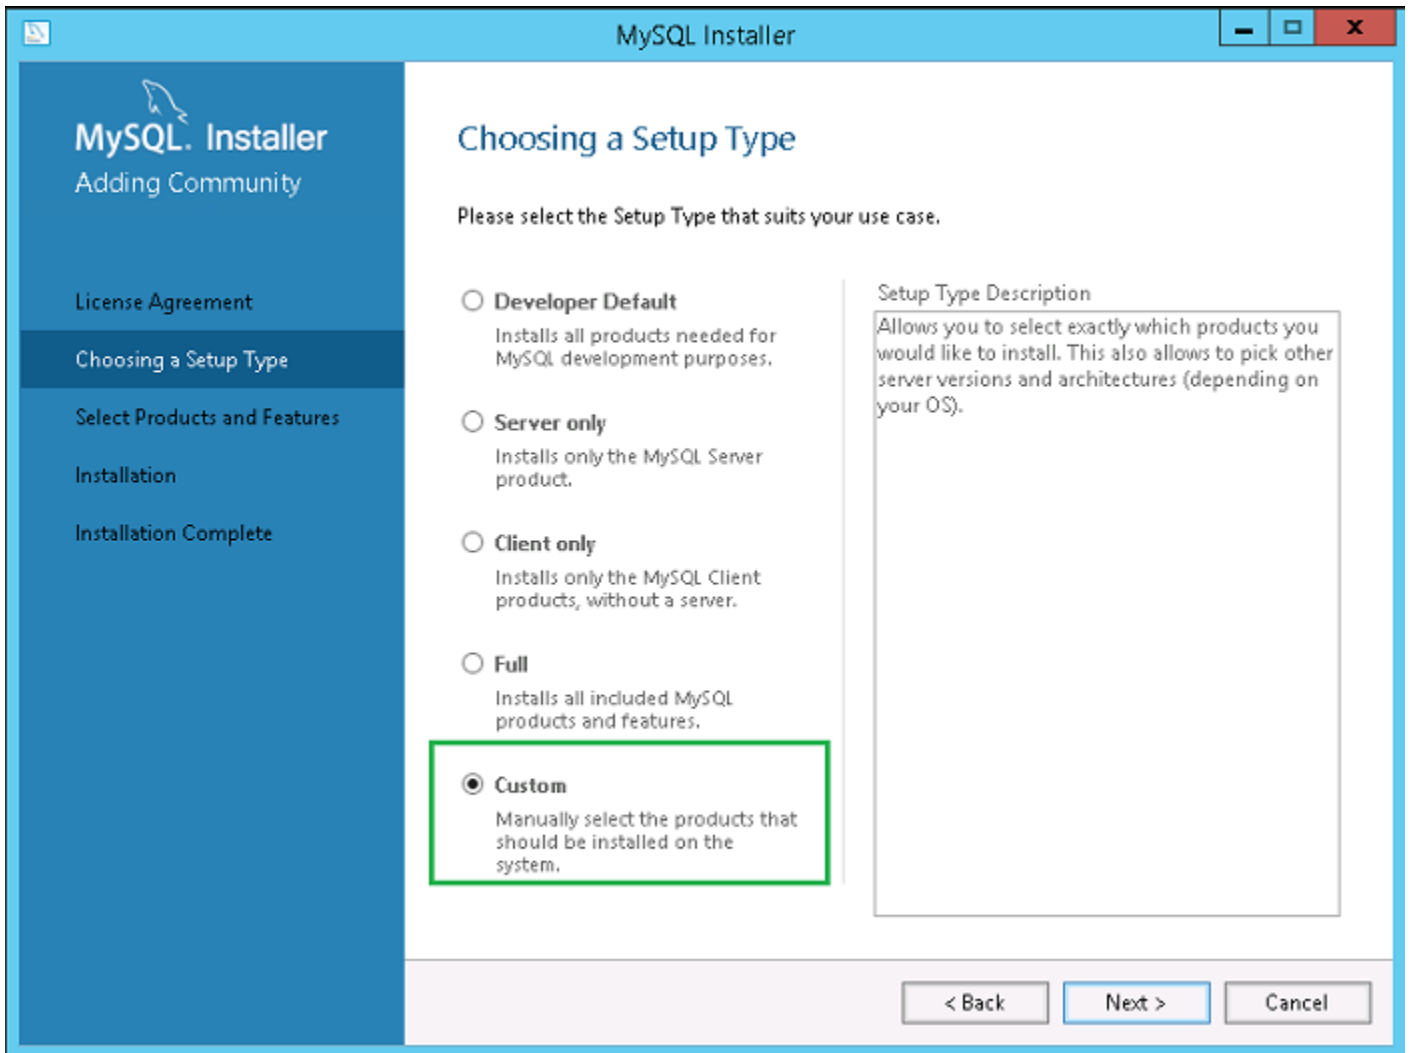 MySQL Installer
MySQL. Installer
Adding Community
License Agreement
Choosing a Setup Type
Select Products and Features
Installation
Installation Complete
Choosing a Setup Type
Please select the Setup Type that suits your use case.
Developer Default
Installs all products needed for
MySQL development purposes.
Server only
Installs only the MySQL Server
product.
Client only
Installs only the MySQL Client
products, without a server.
Full
Installs all included MySQL
products and features.
Custom
Manually select the products that
should be installed on the
system.
Setup Type Description
Allows you to select exactly which products you
would like to install. This also allows to pick other
server versions and architectures (depending on
your OS).
< Back
Next >
Cancel